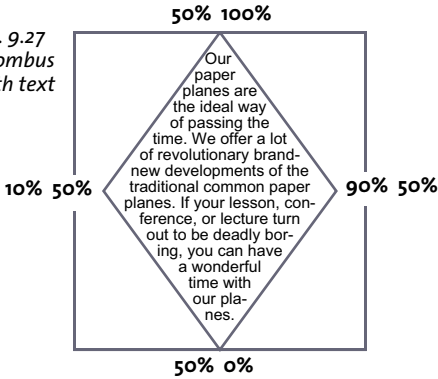 50% 100%
. 9.27
ombus
th text
Our
paper
planes are
the ideal way
of passing the
time. We offer a lot
of revolutionary brand-
new developments of the
traditional common paper
planes. If your lesson, con-
ference, or lecture turn
out to be deadly bor-
ing, you can have
a wonderful
time with
our pla-
nes.
10% 50%
90% 50%
50% 0%